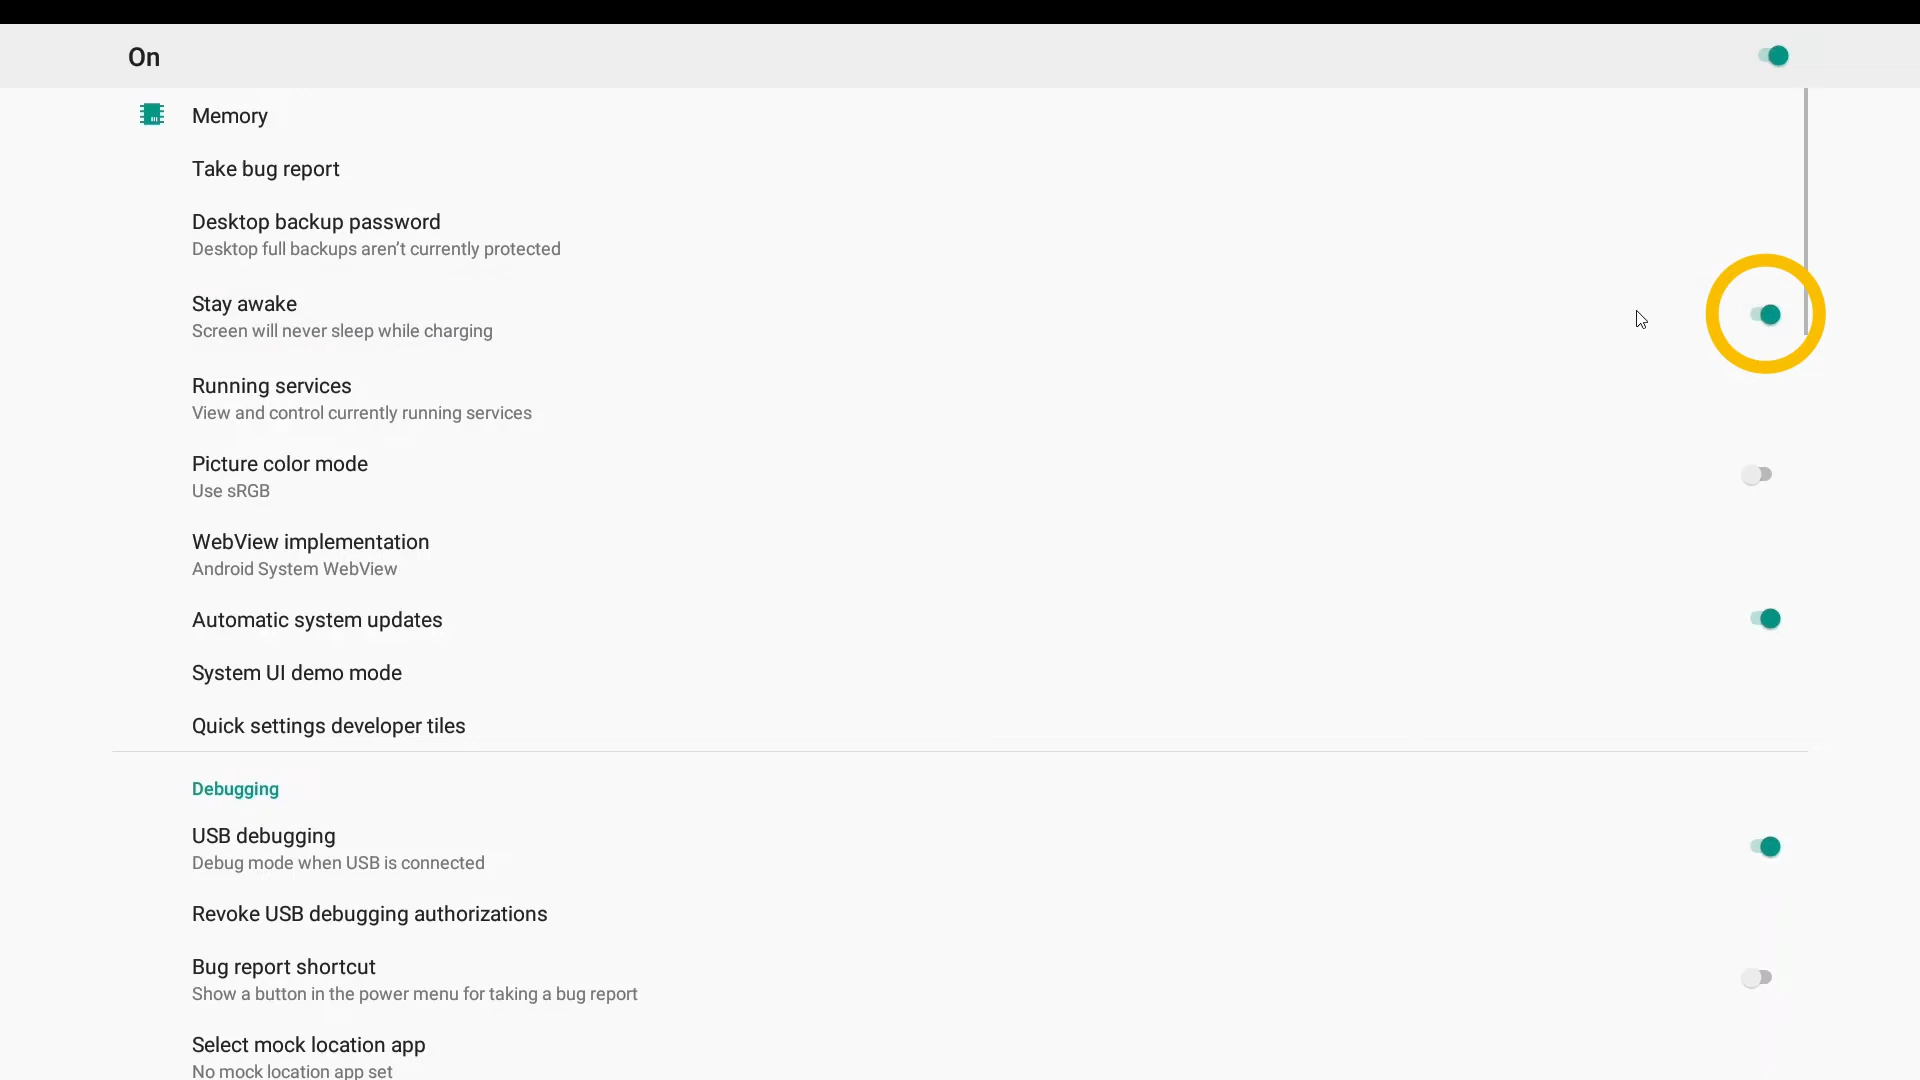 On
Memory
Take bug report
Desktop backup password
Desktop full backups aren’t currently protected
Stay awake
Screen will never sleep while charging
Running services
View and control currently running services
Picture color mode
Use sRGB
WebView implementation
Android System WebView
Automatic system updates
System UI demo mode
Quick settings developer tiles
Debugging
USB debugging
Debug mode when USB is connected
Revoke USB debugging authorizations
Bug report shortcut
Show a button in the power menu for taking a bug report
Select mock location app
No mock location app set